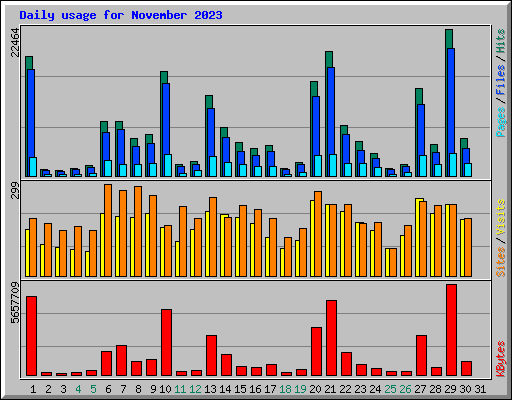 Daily usage for November 2023
22464
Pages / Files / Hits
299
Sites / Visits
5657709
KBytes
1 2 3 4 5 6 7 8 9 10 11 12 13 14 15 16 17 18 19 20 21 22 23 24 25 26 27 28 29 30 31